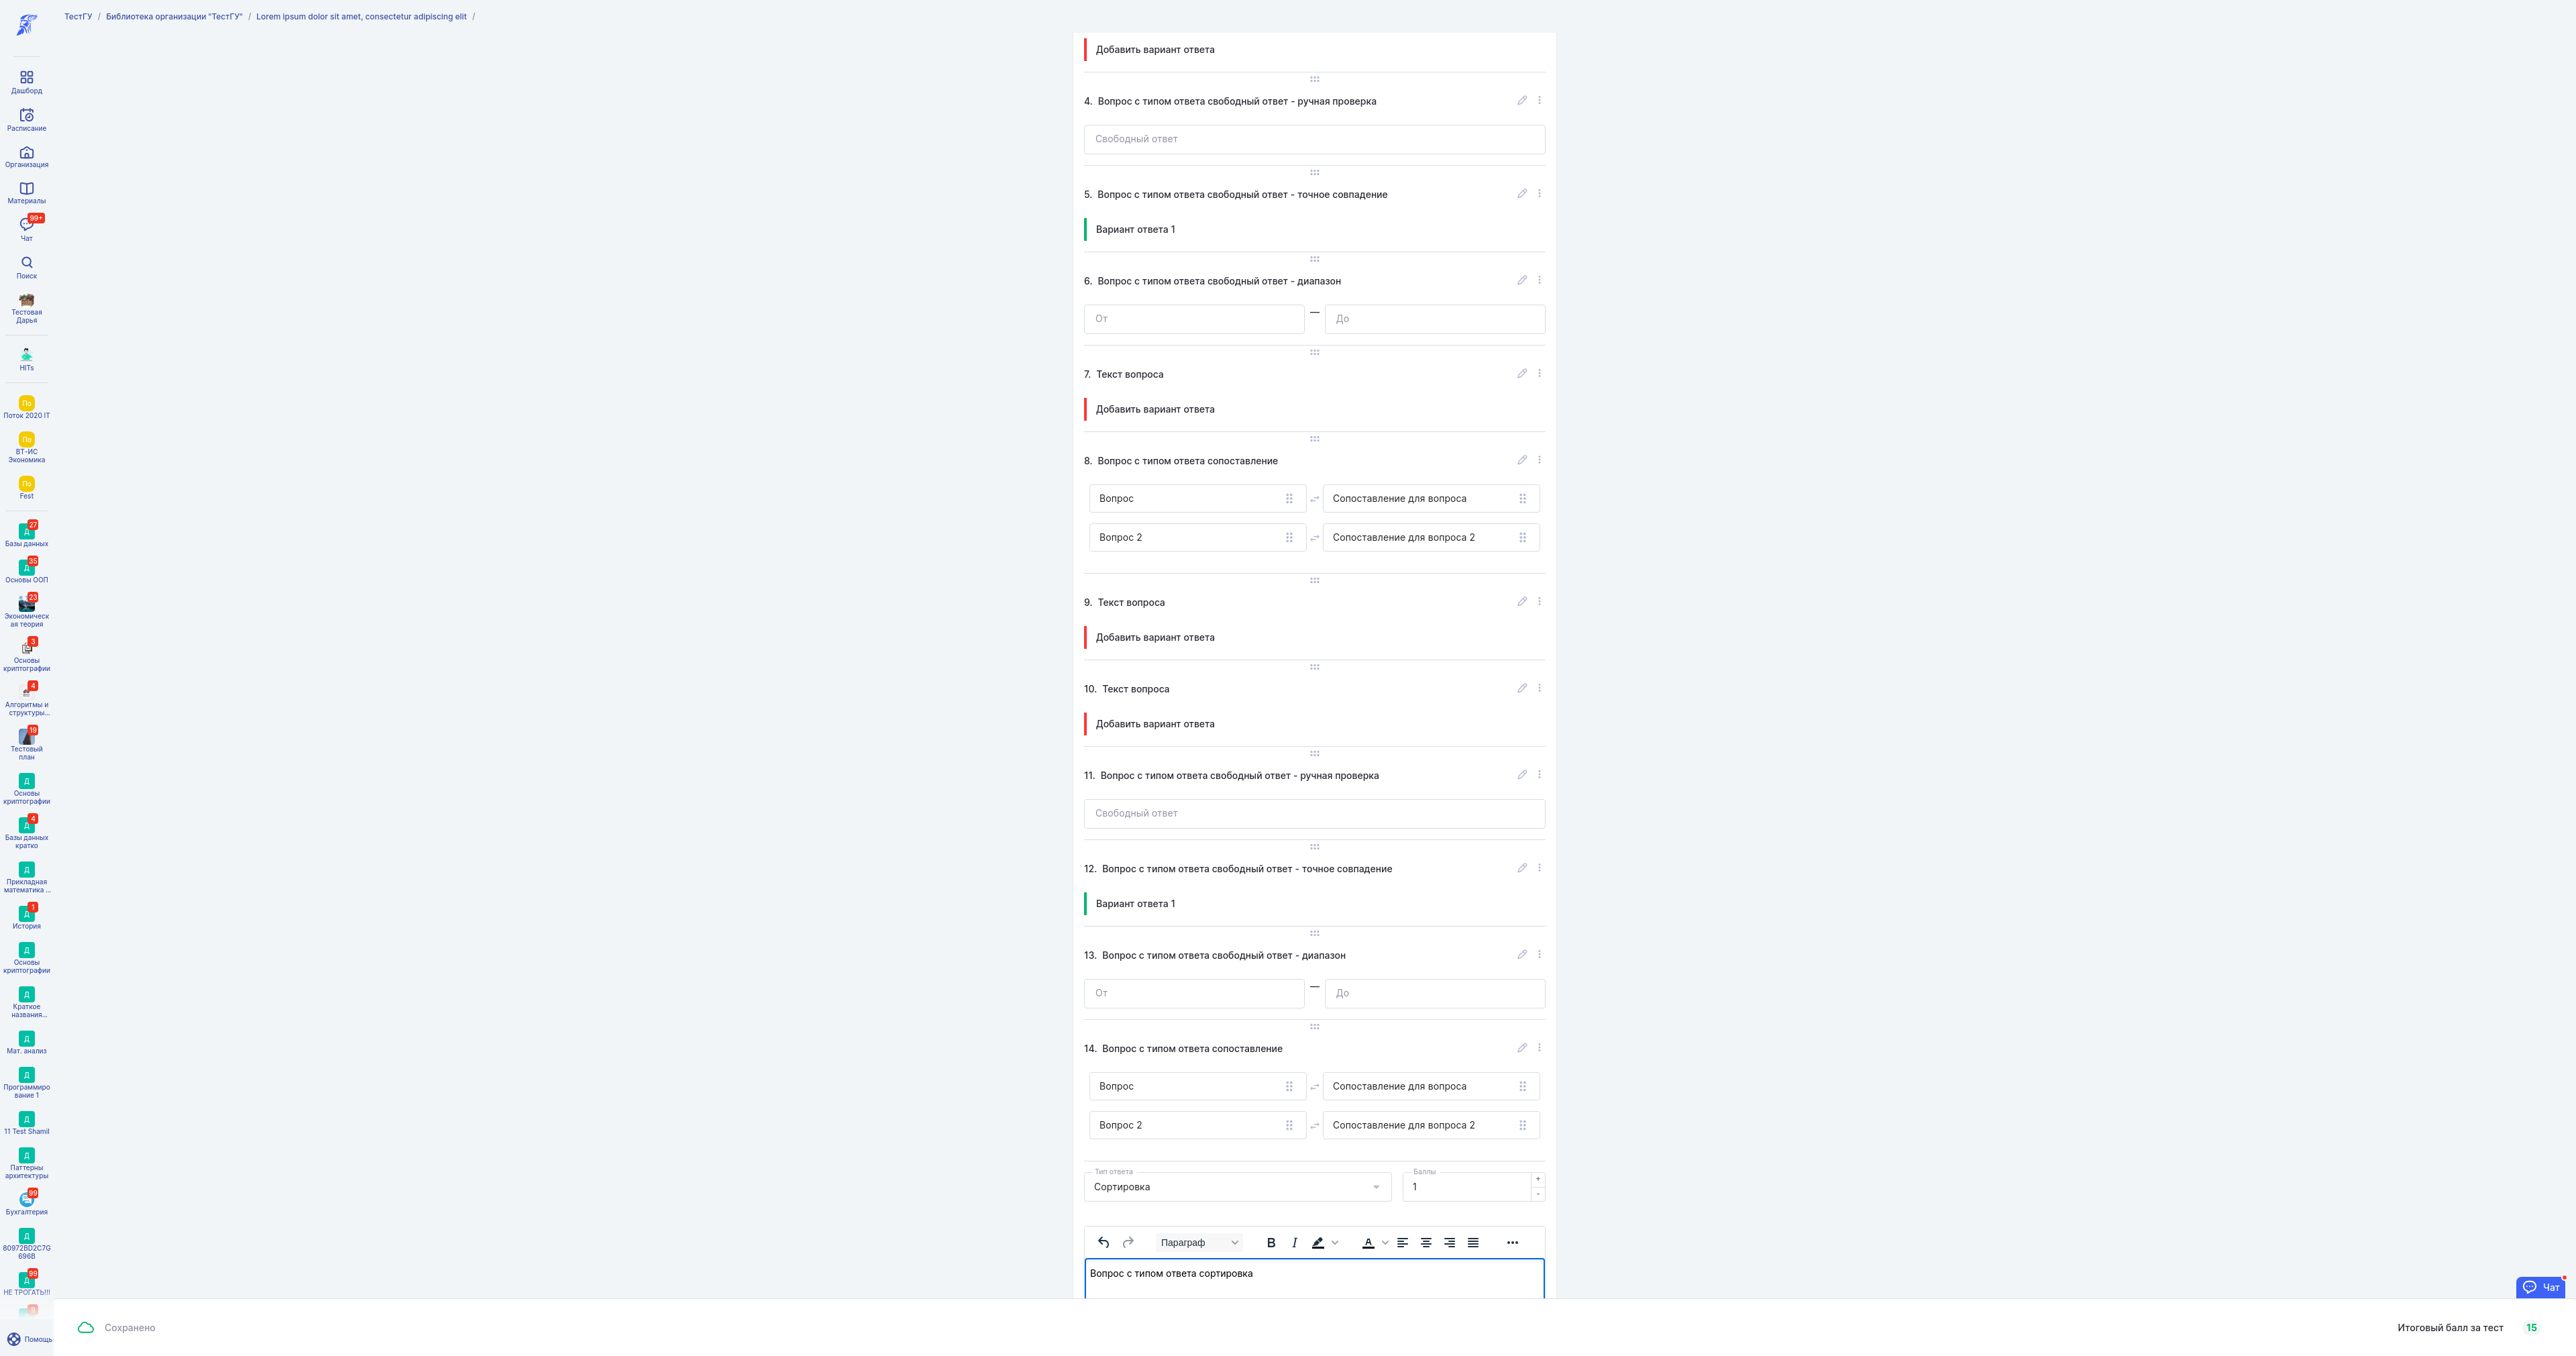 ТестГУ / Библиотека организации "ТестГУ" / Lorem ipsum dolor sit amet, consectetur adipiscing elit /
Дашборд
Расписание
Организация
Материалы
99+
Чат
Поиск
Тестовая
Дарья
HITs
По
Поток 2020 IT
По
ВТ-ИС
Экономика
По
Fest
27
Д
Базы данных
35
Д
Основы ООП
23
Экономическ
ая теория
3
Основы
криптографии
4
Алгоритмы и
структуры...
19
Тестовый
план
Д
Основы
криптографии
4
Д
Базы данных
кратко
Д
Прикладная
математика ...
1
Д
История
Д
Основы
криптографии
Д
Краткое
названия...
Д
Мат. анализ
Д
Программиро
вание 1
Д
11 Test Shamil
Д
Паттерны
архитектуры
99
Бухгалтерия
Д
80972BD2C7G
696B
99
Д
НЕ ТРОГАТЬ!!!
Помощь
Добавить вариант ответа
4. Вопрос с типом ответа свободный ответ - ручная проверка
Свободный ответ
5. Вопрос с типом ответа свободный ответ - точное совпадение
Вариант ответа 1
6. Вопрос с типом ответа свободный ответ - диапазон
От — До
7. Текст вопроса
Добавить вариант ответа
8. Вопрос с типом ответа сопоставление
Вопрос Сопоставление для вопроса
Вопрос 2 Сопоставление для вопроса 2
9. Текст вопроса
Добавить вариант ответа
10. Текст вопроса
Добавить вариант ответа
11. Вопрос с типом ответа свободный ответ - ручная проверка
Свободный ответ
12. Вопрос с типом ответа свободный ответ - точное совпадение
Вариант ответа 1
13. Вопрос с типом ответа свободный ответ - диапазон
От — До
14. Вопрос с типом ответа сопоставление
Вопрос Сопоставление для вопроса
Вопрос 2 Сопоставление для вопроса 2
Тип ответа Баллы
Сортировка 1 + -
Параграф B I A ...
Вопрос с типом ответа сортировка
Чат
Сохранено
Итоговый балл за тест 15